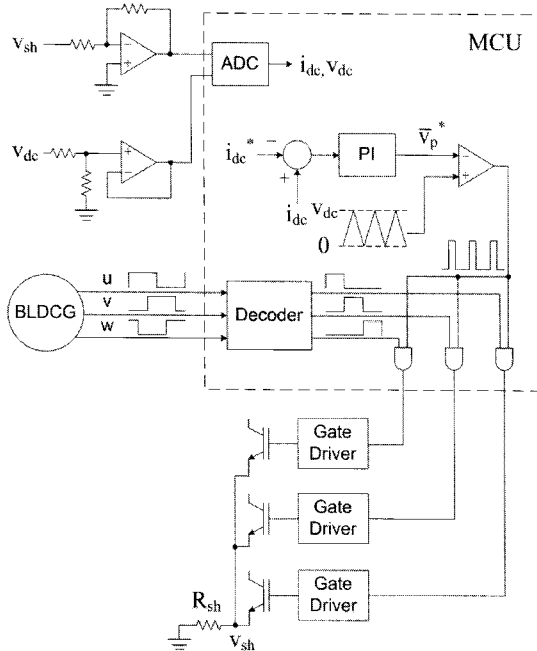 MCU
v_sh
ADC
i_dc, v_dc
v_dc
i_dc*
PI
v̄_p*
i_dc
v_dc
0
−
+
−
+
−
+
+
−
BLDCG
u
v
w
Decoder
Gate
Driver
Gate
Driver
Gate
Driver
R_sh
v_sh